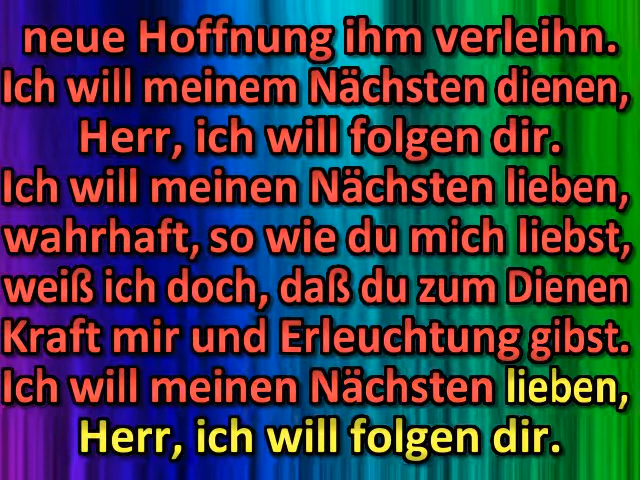 neue Hoffnung ihm verleihn.
Ich will meinem Nächsten dienen,
Herr, ich will folgen dir.
Ich will meinen Nächsten lieben,
wahrhaft, so wie du mich liebst,
weiß ich doch, daß du zum Dienen
Kraft mir und Erleuchtung gibst.
Ich will meinen Nächsten lieben,
Herr, ich will folgen dir.